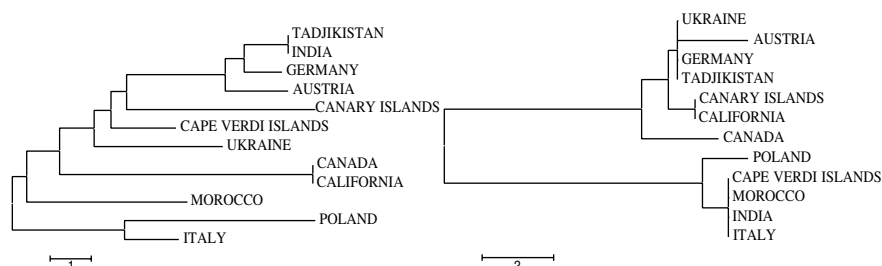 TADJIKISTAN
INDIA
GERMANY
AUSTRIA
CANARY ISLANDS
CAPE VERDI ISLANDS
UKRAINE
CANADA
CALIFORNIA
MOROCCO
POLAND
ITALY
1
UKRAINE
AUSTRIA
GERMANY
TADJIKISTAN
CANARY ISLANDS
CALIFORNIA
CANADA
POLAND
CAPE VERDI ISLANDS
MOROCCO
INDIA
ITALY
2